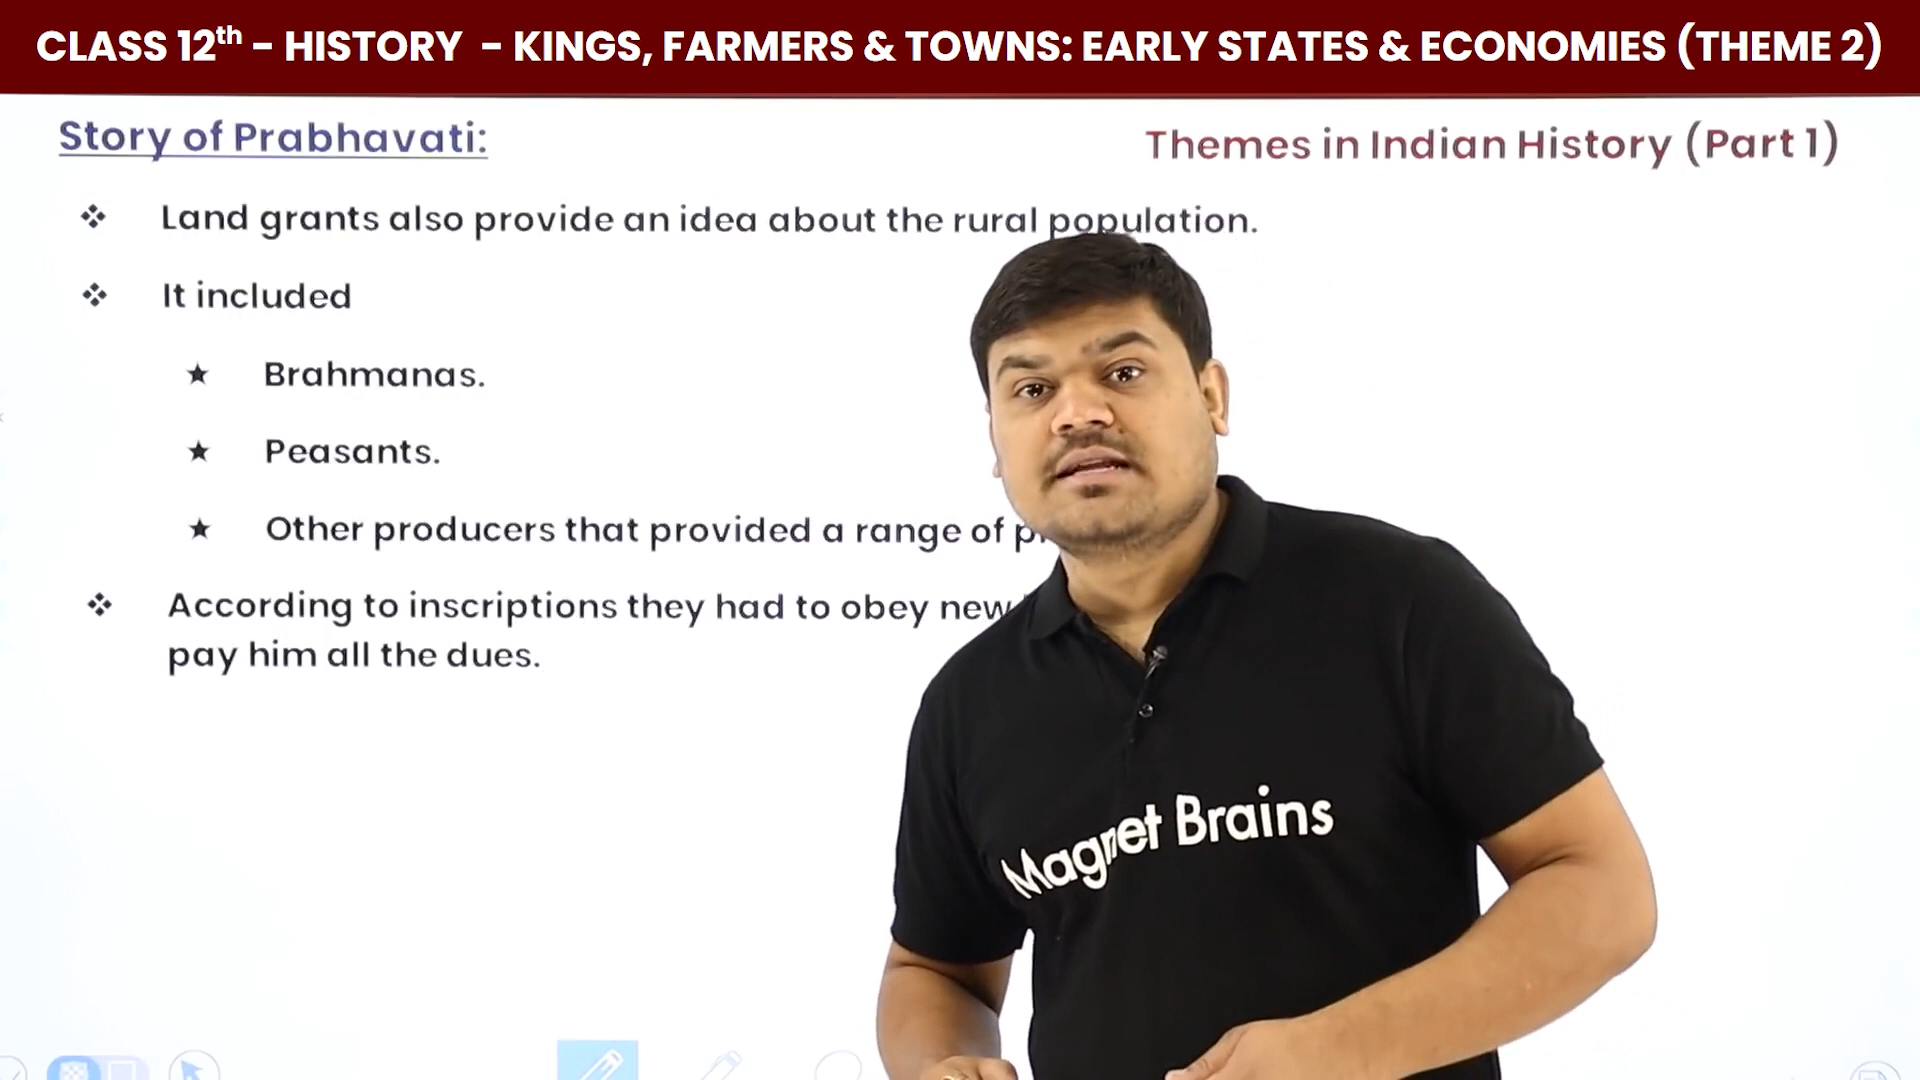 CLASS 12th - HISTORY - KINGS, FARMERS & TOWNS: EARLY STATES & ECONOMIES (THEME 2)
Story of Prabhavati:
Themes in Indian History (Part 1)
❖ Land grants also provide an idea about the rural population.
❖ It included
★ Brahmanas.
★ Peasants.
★ Other producers that provided a range of
❖ According to inscriptions they had to obey new
pay him all the dues.
Magnet Brains